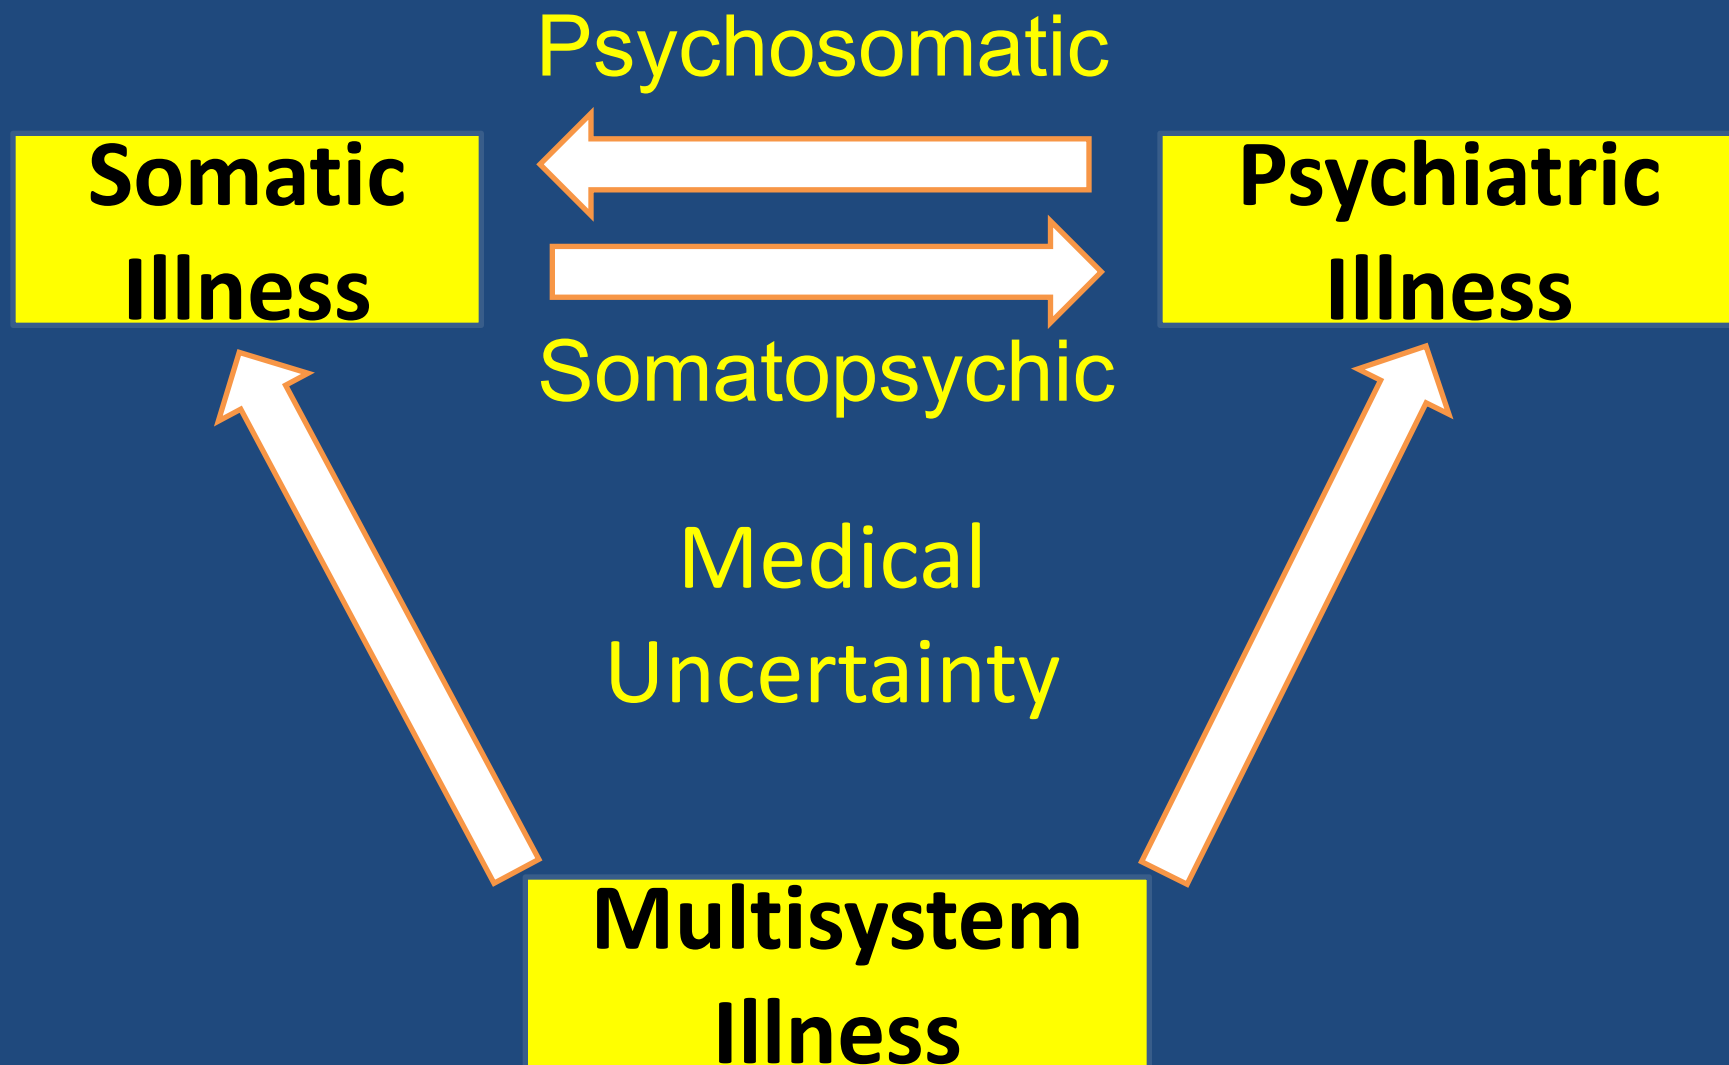 Psychosomatic
Somatic
Illness
Psychiatric
Illness
Somatopsychic
Medical
Uncertainty
Multisystem
Illness